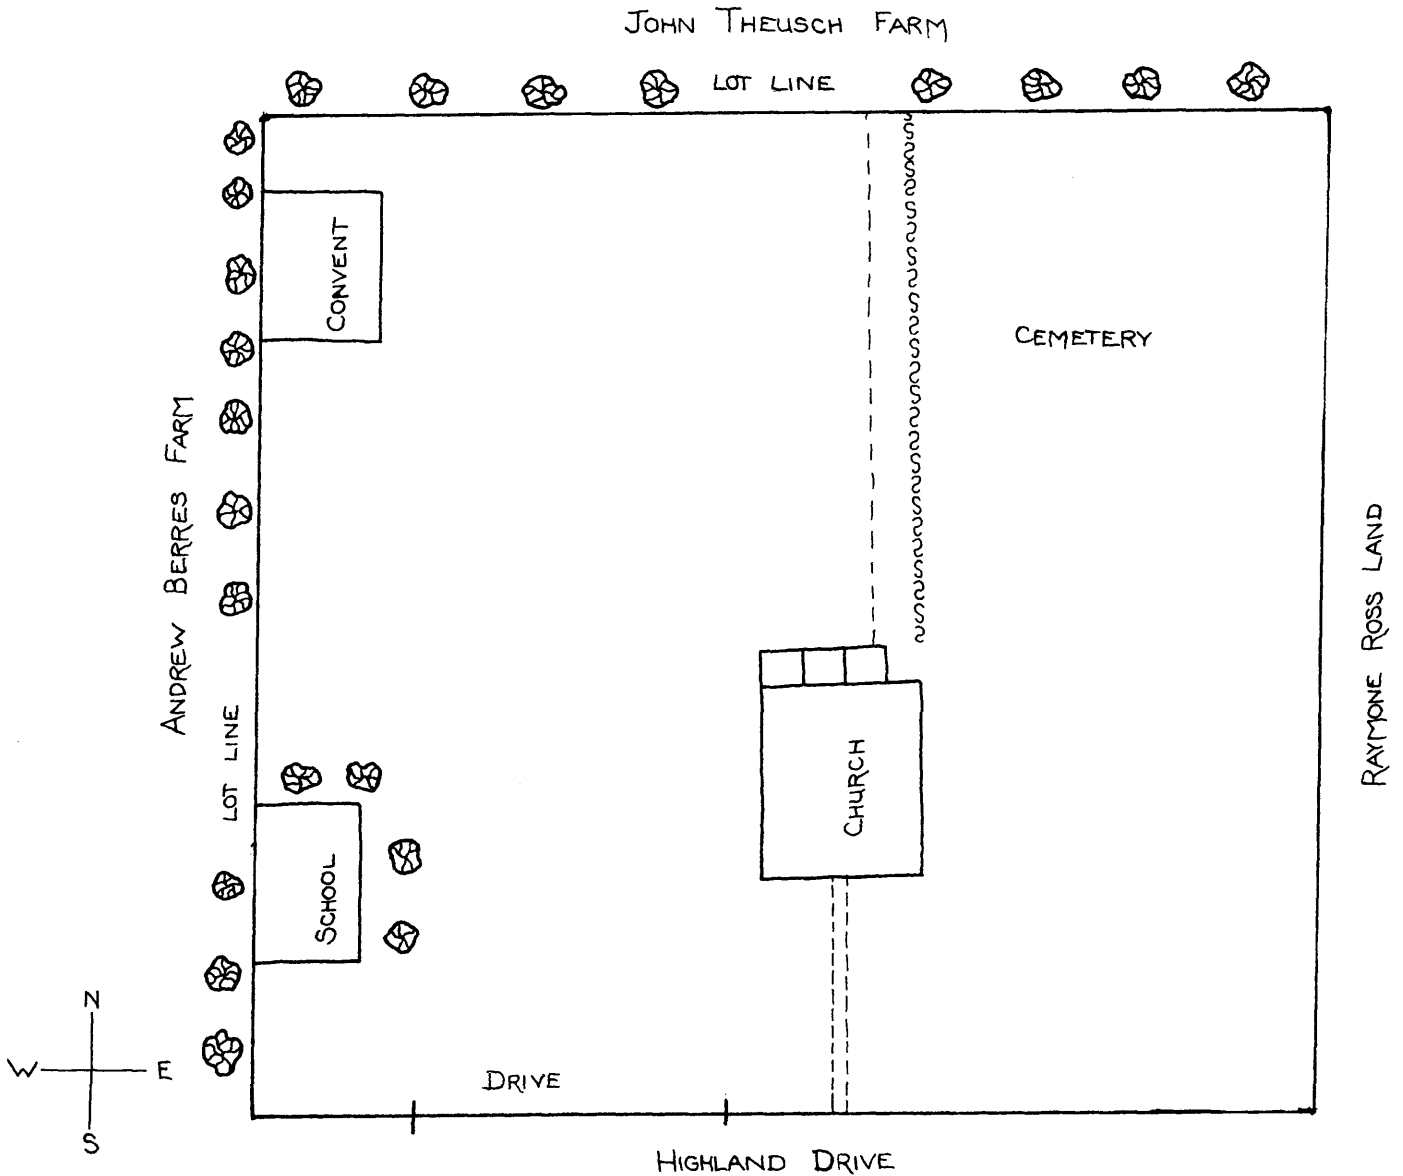 JOHN THEUSCH FARM
LOT LINE
CONVENT
CEMETERY
ANDREW BERRES FARM
LOT LINE
RAYMONE ROSS LAND
CHURCH
SCHOOL
N
W E
S
DRIVE
HIGHLAND DRIVE